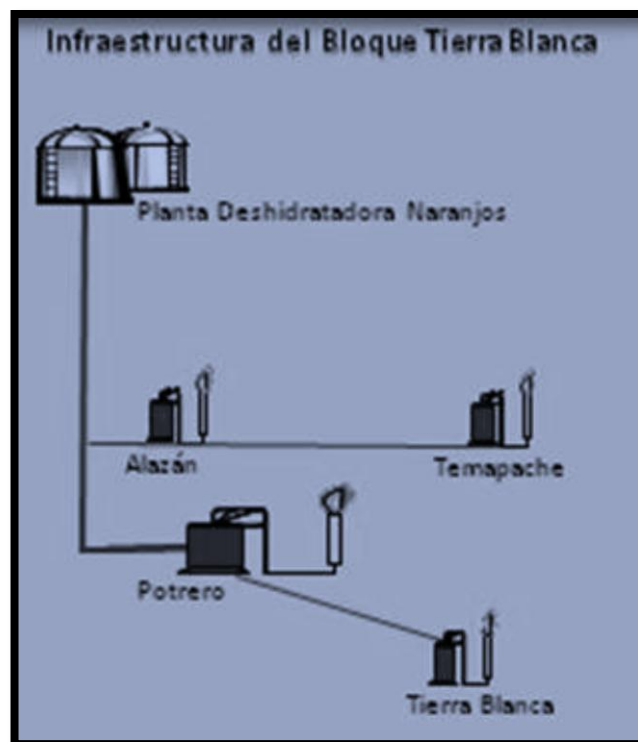 Infraestructura del Bloque Tierra Blanca
Planta Deshidratadora Naranjos
Alazán
Temapache
Potrero
Tierra Blanca